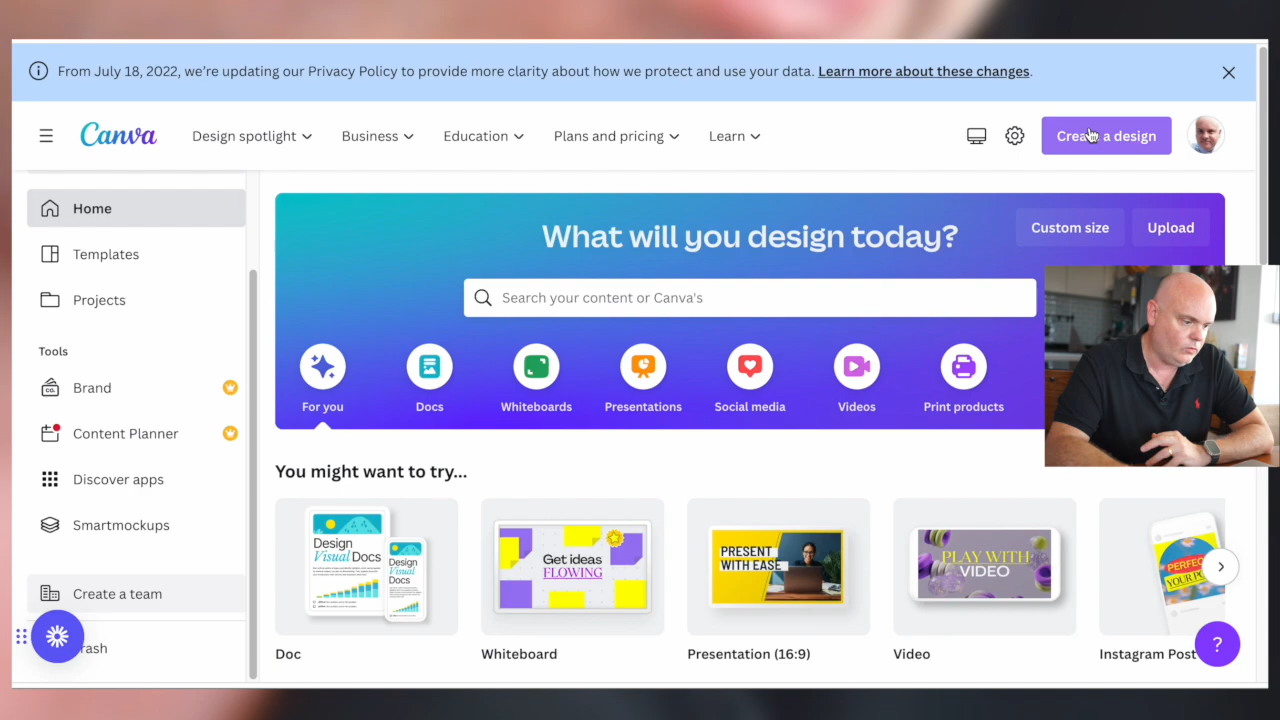 From July 18, 2022, we're updating our Privacy Policy to provide more clarity about how we protect and use your data. Learn more about these changes.
Canva
Design spotlight
Business
Education
Plans and pricing
Learn
Create a design
Home
Templates
Projects
Tools
Brand
Content Planner
Discover apps
Smartmockups
Create a team
What will you design today?
Custom size
Upload
Search your content or Canva's
For you
Docs
Whiteboards
Presentations
Social media
Videos
Print products
You might want to try...
Design
Visual Docs
Design
Visual
Docs
Get ideas
FLOWING
PRESENT
WITH EASE
PLAY WITH
VIDEO
Doc
Whiteboard
Presentation (16:9)
Video
Instagram Post
?